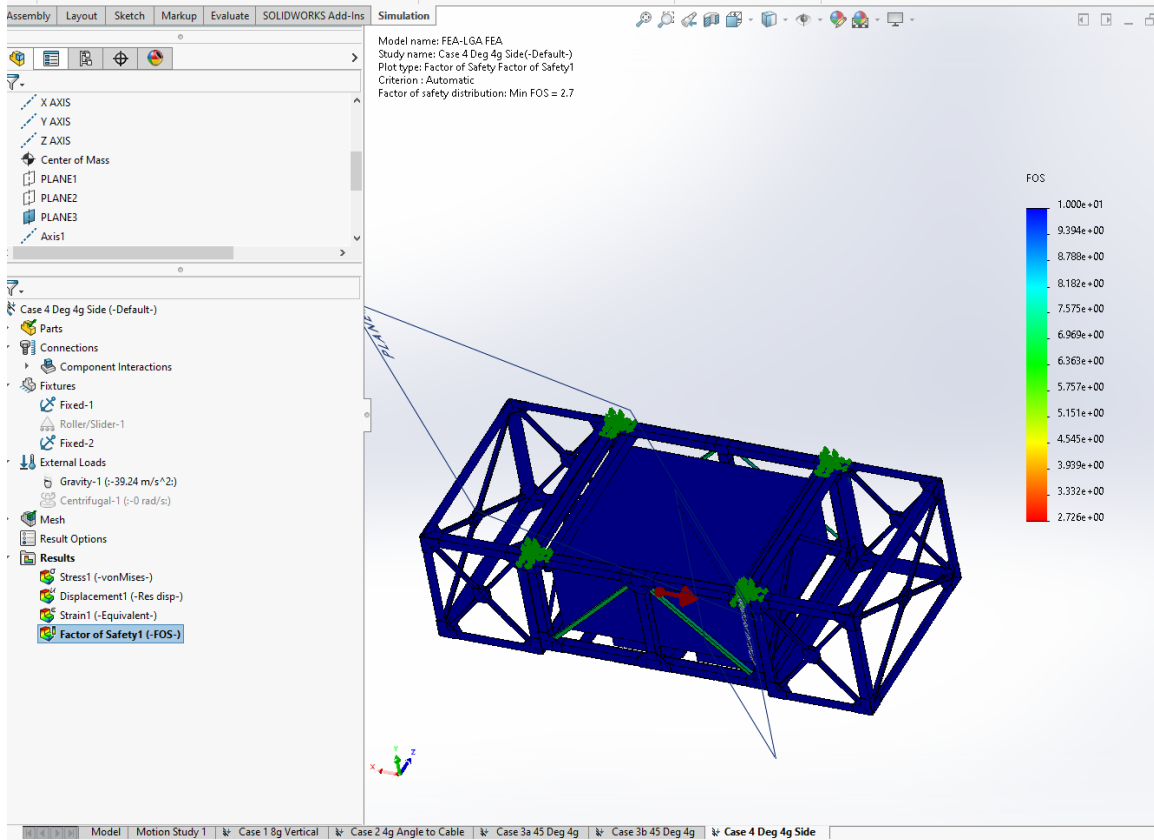 Assembly
Layout
Sketch
Markup
Evaluate
SOLIDWORKS Add-Ins
Simulation
X AXIS
Y AXIS
Z AXIS
Center of Mass
PLANE1
PLANE2
PLANE3
Axis1
Case 4 Deg 4g Side (-Default-)
Parts
Connections
Component Interactions
Fixtures
Fixed-1
Roller/Slider-1
Fixed-2
External Loads
Gravity-1 (:-39.24 m/s^2:)
Centrifugal-1 (:-0 rad/s:)
Mesh
Result Options
Results
Stress1 (-vonMises-)
Displacement1 (-Res disp-)
Strain1 (-Equivalent-)
Factor of Safety1 (-FOS-)
Model name: FEA-LGA FEA
Study name: Case 4 Deg 4g Side(-Default-)
Plot type: Factor of Safety Factor of Safety1
Criterion : Automatic
Factor of safety distribution: Min FOS = 2.7
FOS
1.000e+01
9.394e+00
8.788e+00
8.182e+00
7.575e+00
6.969e+00
6.363e+00
5.757e+00
5.151e+00
4.545e+00
3.939e+00
3.332e+00
2.726e+00
Y
Z
X
Model
Motion Study 1
Case 1 8g Vertical
Case 2 4g Angle to Cable
Case 3a 45 Deg 4g
Case 3b 45 Deg 4g
Case 4 Deg 4g Side